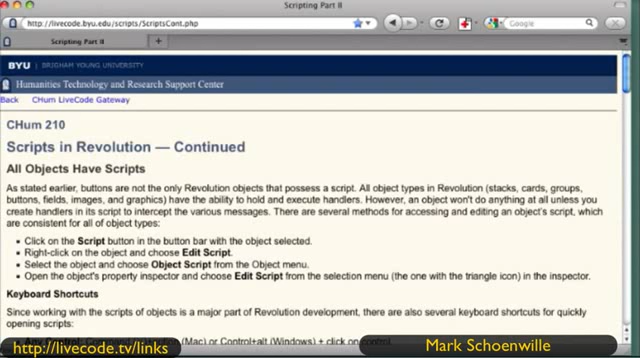 Scripting Part II
http://livecode.byu.edu/scripts/ScriptsCont.php
Google
Scripting Part II
BYU | BRIGHAM YOUNG UNIVERSITY
Humanities Technology and Research Support Center
Back CHum LiveCode Gateway
CHum 210
Scripts in Revolution — Continued
All Objects Have Scripts
As stated earlier, buttons are not the only Revolution objects that possess a script. All object types in Revolution (stacks, cards, groups,
buttons, fields, images, and graphics) have the ability to hold and execute handlers. However, an object won't do anything at all unless you
create handlers in its script to intercept the various messages. There are several methods for accessing and editing an object's script, which
are consistent for all of object types:
• Click on the Script button in the button bar with the object selected.
• Right-click on the object and choose Edit Script.
• Select the object and choose Object Script from the Object menu.
• Open the object's property inspector and choose Edit Script from the selection menu (the one with the triangle icon) in the inspector.
Keyboard Shortcuts
Since working with the scripts of objects is a major part of Revolution development, there are also several keyboard shortcuts for quickly
opening scripts:
(Mac) or Control+alt (Windows) + click on control.
http://livecode.tv/links
Mark Schoenwille